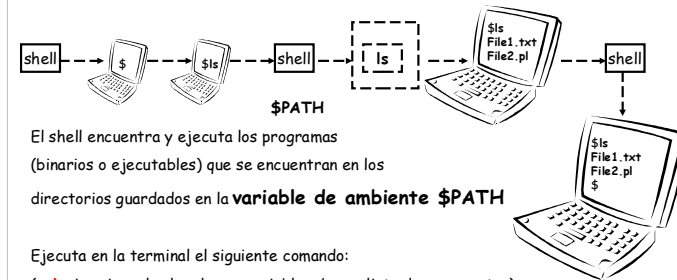 shell
$
$ls
shell
ls
$ls
File1.txt
File2.pl
shell
$PATH
$ls
File1.txt
File2.pl
$
El shell encuentra y ejecuta los programas
(binarios o ejecutables) que se encuentran en los
directorios guardados en la variable de ambiente $PATH
Ejecuta en la terminal el siguiente comando: